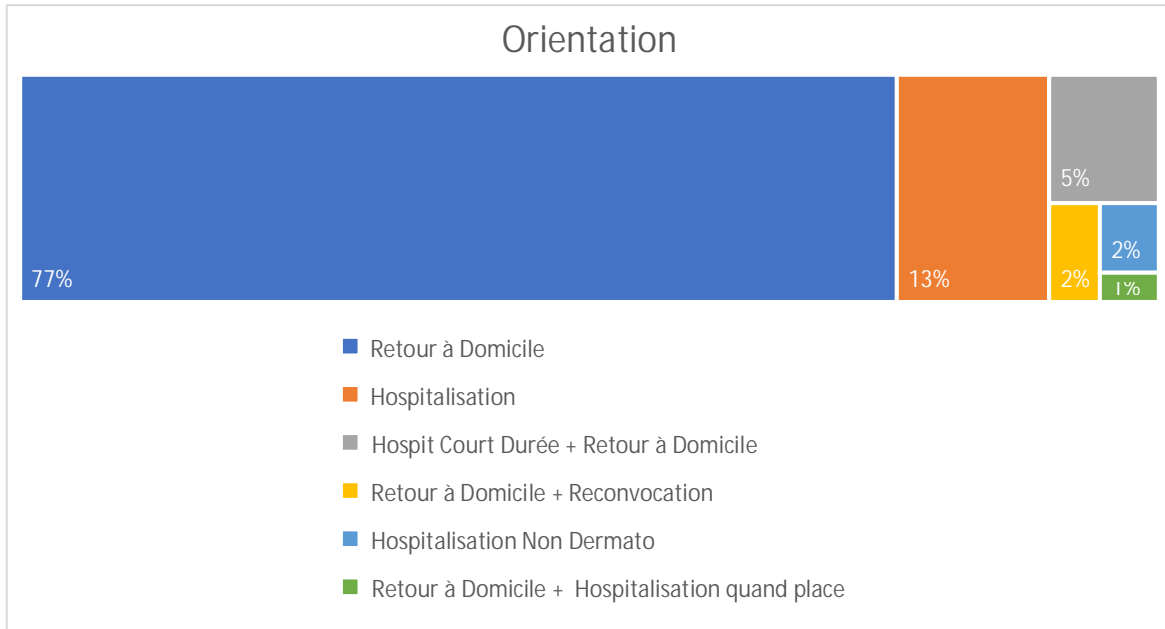 Orientation
77%
13%
5%
2%
2%
1%
Retour à Domicile
Hospitalisation
Hospit Court Durée + Retour à Domicile
Retour à Domicile + Reconvocation
Hospitalisation Non Dermato
Retour à Domicile + Hospitalisation quand place